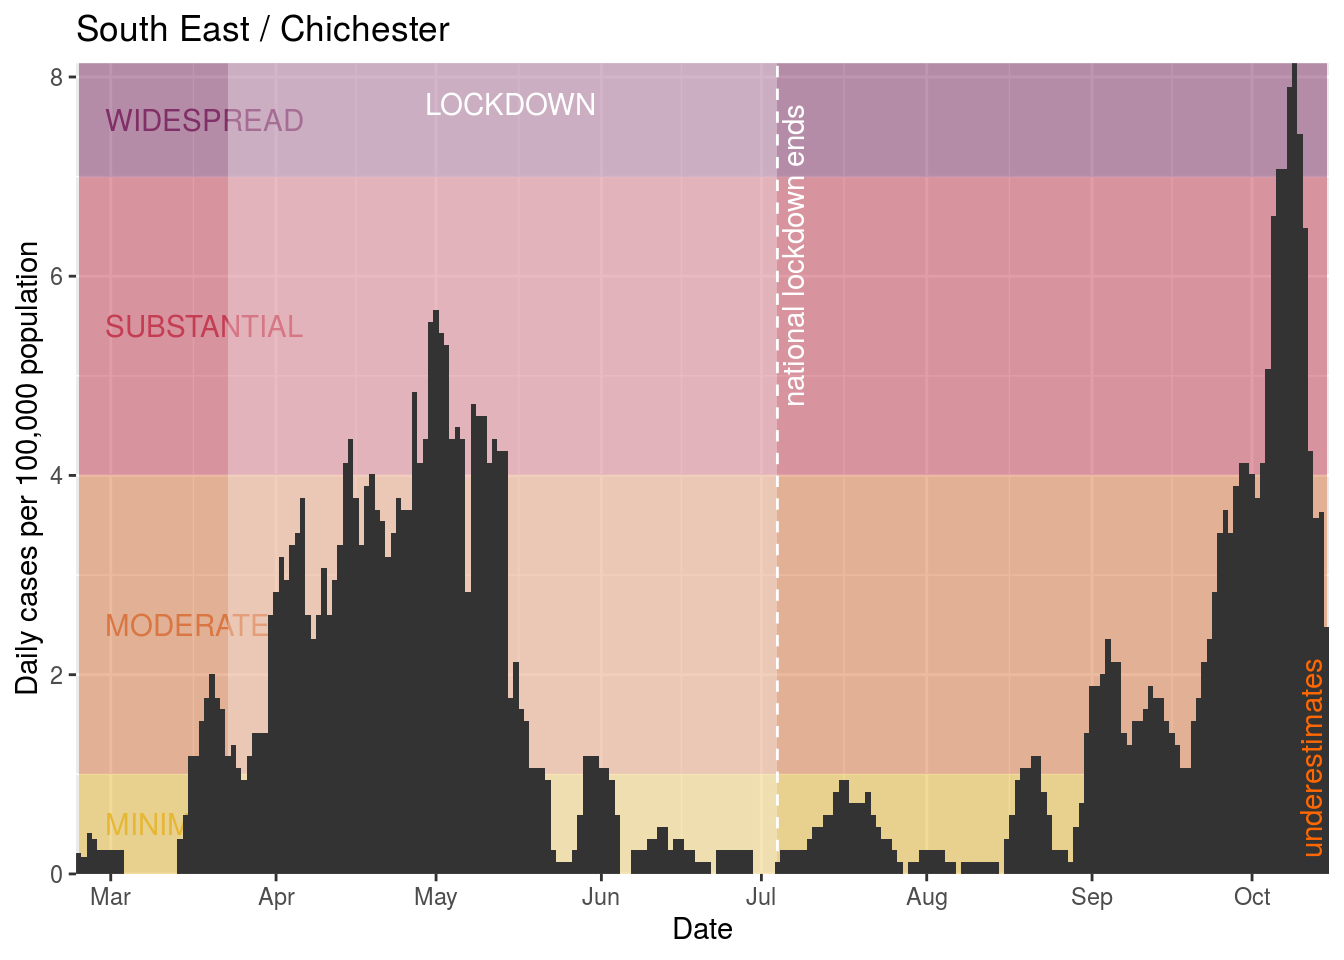 South East / Chichester
Daily cases per 100,000 population
8
6
4
2
0
WIDESPREAD
LOCKDOWN
SUBSTANTIAL
MODERATE
MINIM
national lockdown ends
underestimates
Mar Apr May Jun Jul Aug Sep Oct
Date